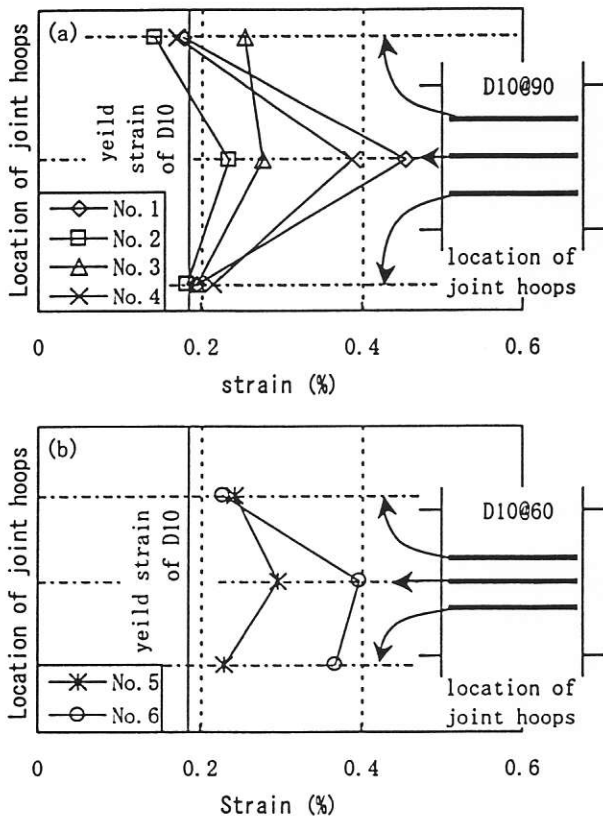 (a)
Location of joint hoops
yeild strain
of D10
D10@90
No. 1
No. 2
No. 3
No. 4
location of
joint hoops
0
0.2
0.4
0.6
strain (%)
(b)
Location of joint hoops
yeild strain
of D10
D10@60
No. 5
No. 6
location of
joint hoops
0
0.2
0.4
0.6
Strain (%)